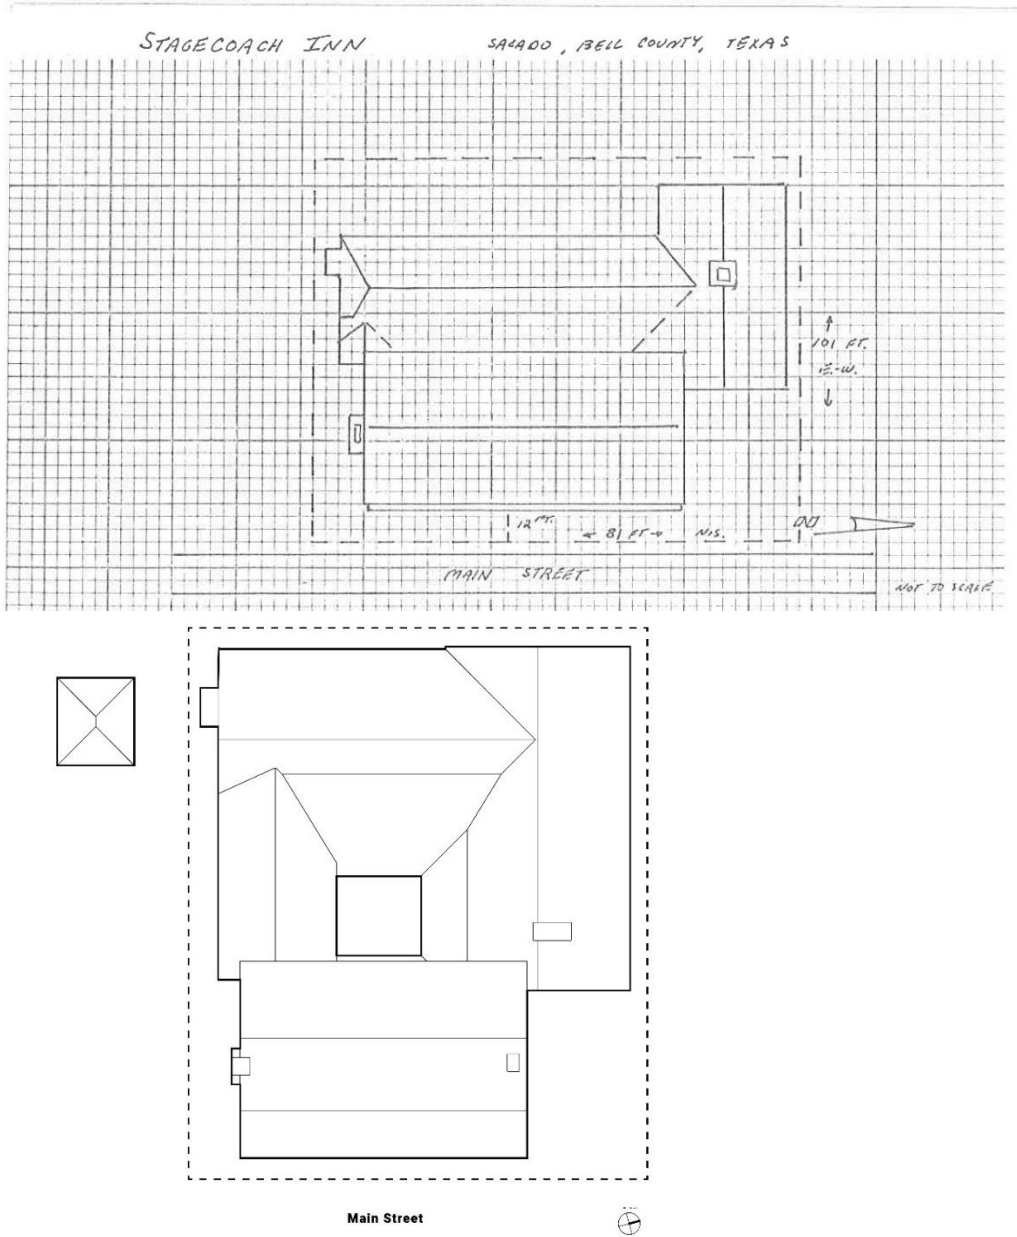 STAGECOACH INN SALADO, BELL COUNTY, TEXAS
101 FT.
E.-W.
12 FT.
← 81 FT → N.-S.
MAIN STREET
NOT TO SCALE
Main Street